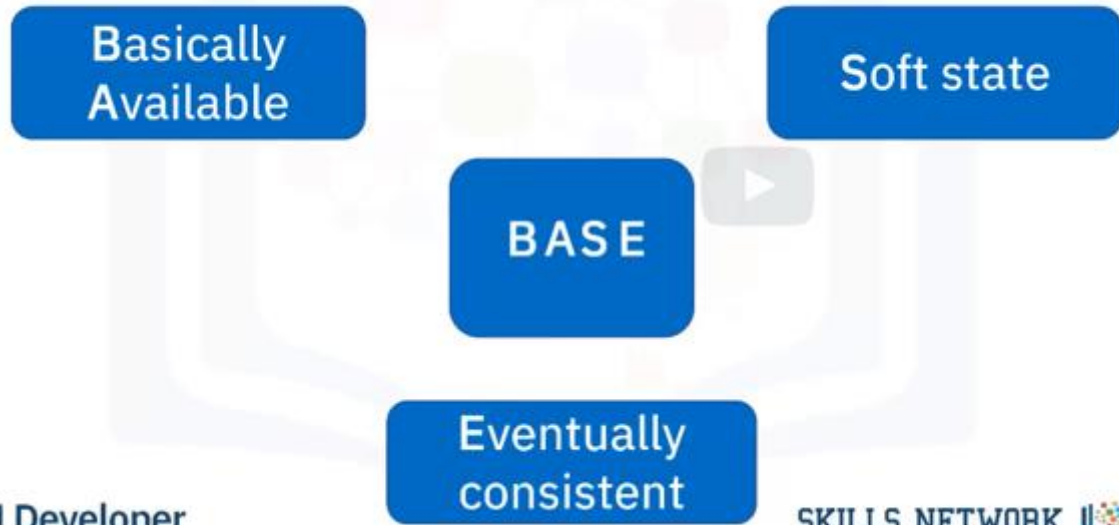 Basically
Available
Soft state
BASE
Eventually
consistent
Developer
SKILLS NETWORK